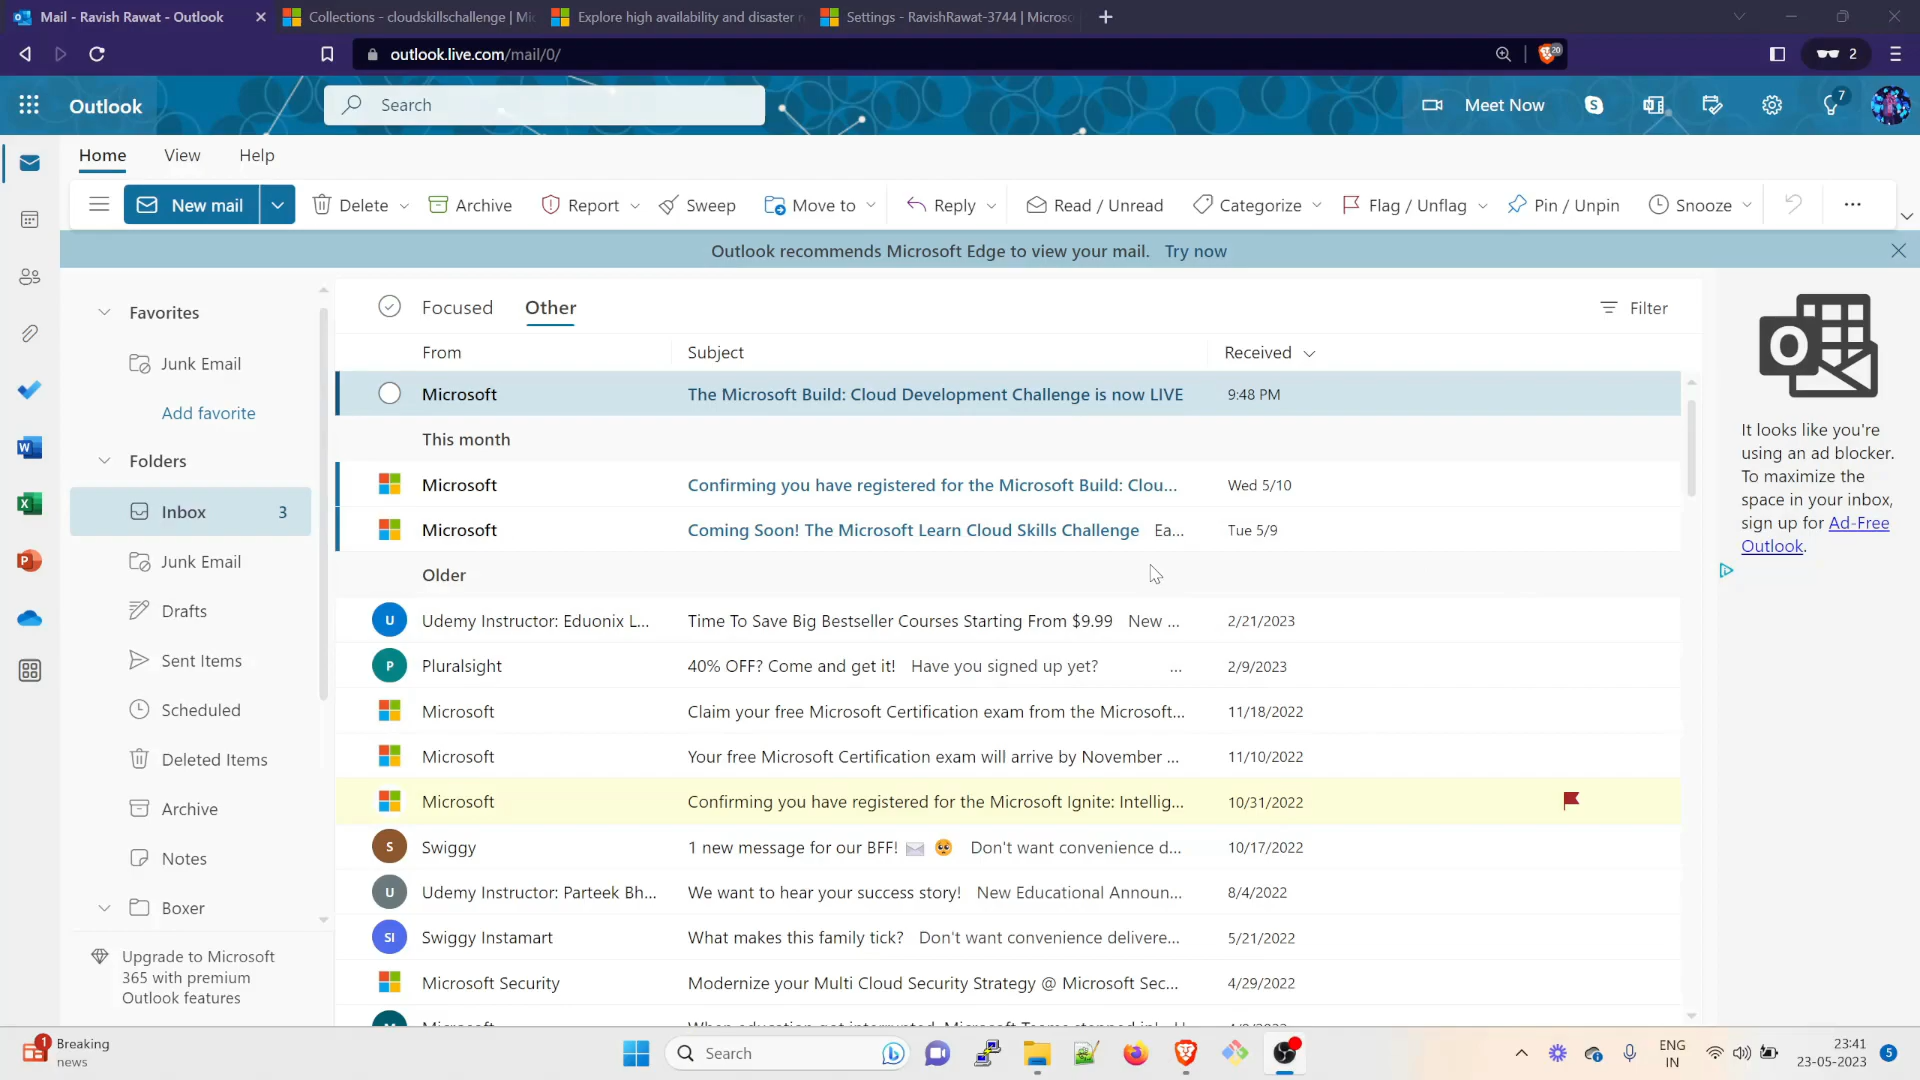 Mail - Ravish Rawat - Outlook
Collections - cloudskillschallenge | Mi
Explore high availability and disaster r
Settings - RavishRawat-3744 | Microso
outlook.live.com/mail/0/
20
2
Outlook
Search
Meet Now
7
Home View Help
New mail Delete Archive Report Sweep Move to Reply Read / Unread Categorize Flag / Unflag Pin / Unpin Snooze
Outlook recommends Microsoft Edge to view your mail. Try now
Favorites
Junk Email
Add favorite
Folders
Inbox 3
Junk Email
Drafts
Sent Items
Scheduled
Deleted Items
Archive
Notes
Boxer
Upgrade to Microsoft
365 with premium
Outlook features
Focused Other Filter
From Subject Received
Microsoft The Microsoft Build: Cloud Development Challenge is now LIVE 9:48 PM
This month
Microsoft Confirming you have registered for the Microsoft Build: Clou... Wed 5/10
Microsoft Coming Soon! The Microsoft Learn Cloud Skills Challenge Ea... Tue 5/9
Older
U Udemy Instructor: Eduonix L... Time To Save Big Bestseller Courses Starting From $9.99 New ... 2/21/2023
P Pluralsight 40% OFF? Come and get it! Have you signed up yet? ... 2/9/2023
Microsoft Claim your free Microsoft Certification exam from the Microsoft... 11/18/2022
Microsoft Your free Microsoft Certification exam will arrive by November ... 11/10/2022
Microsoft Confirming you have registered for the Microsoft Ignite: Intellig... 10/31/2022
S Swiggy 1 new message for our BFF! ✉️ 🥺 Don't want convenience d... 10/17/2022
U Udemy Instructor: Parteek Bh... We want to hear your success story! New Educational Announ... 8/4/2022
SI Swiggy Instamart What makes this family tick? Don't want convenience delivere... 5/21/2022
Microsoft Security Modernize your Multi Cloud Security Strategy @ Microsoft Sec... 4/29/2022
It looks like you're
using an ad blocker.
To maximize the
space in your inbox,
sign up for Ad-Free
Outlook.
1
Breaking
news
Search
ENG
IN
23:41
23-05-2023
5